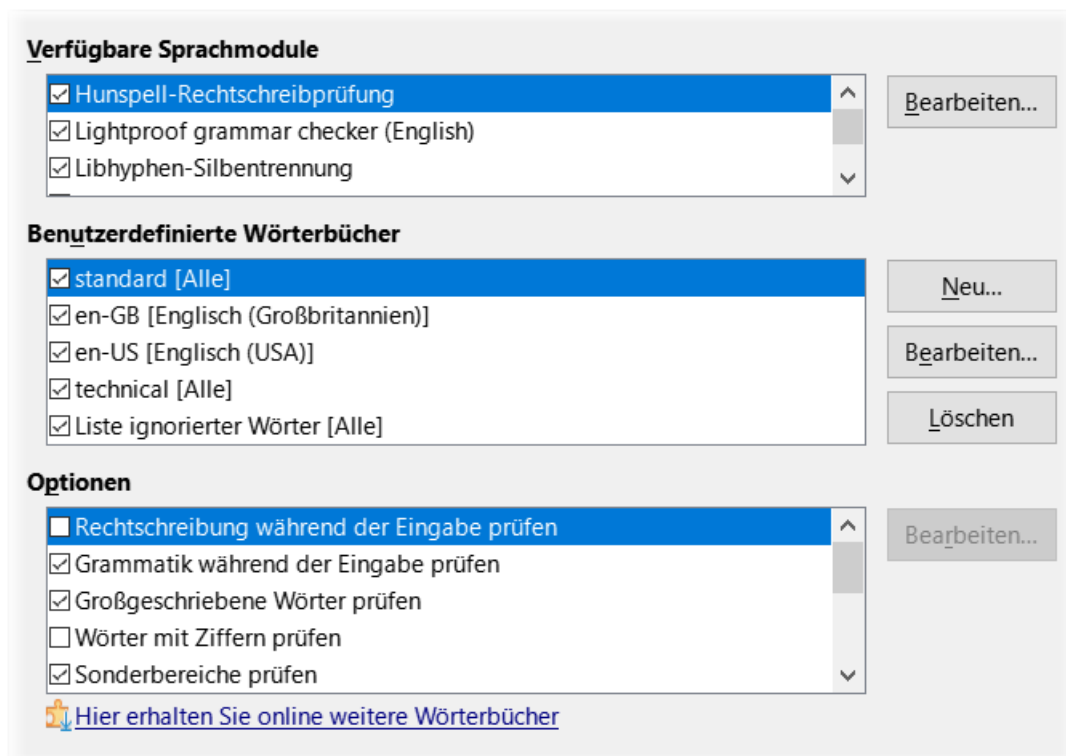 Verfügbare Sprachmodule
Hunspell-Rechtschreibprüfung
Bearbeiten...
Lightproof grammar checker (English)
Libhyphen-Silbentrennung
Benutzerdefinierte Wörterbücher
standard [Alle]
Neu...
en-GB [Englisch (Großbritannien)]
en-US [Englisch (USA)]
Bearbeiten...
technical [Alle]
Liste ignorierter Wörter [Alle]
Löschen
Optionen
Rechtschreibung während der Eingabe prüfen
Bearbeiten...
Grammatik während der Eingabe prüfen
Großgeschriebene Wörter prüfen
Wörter mit Ziffern prüfen
Sonderbereiche prüfen
Hier erhalten Sie online weitere Wörterbücher